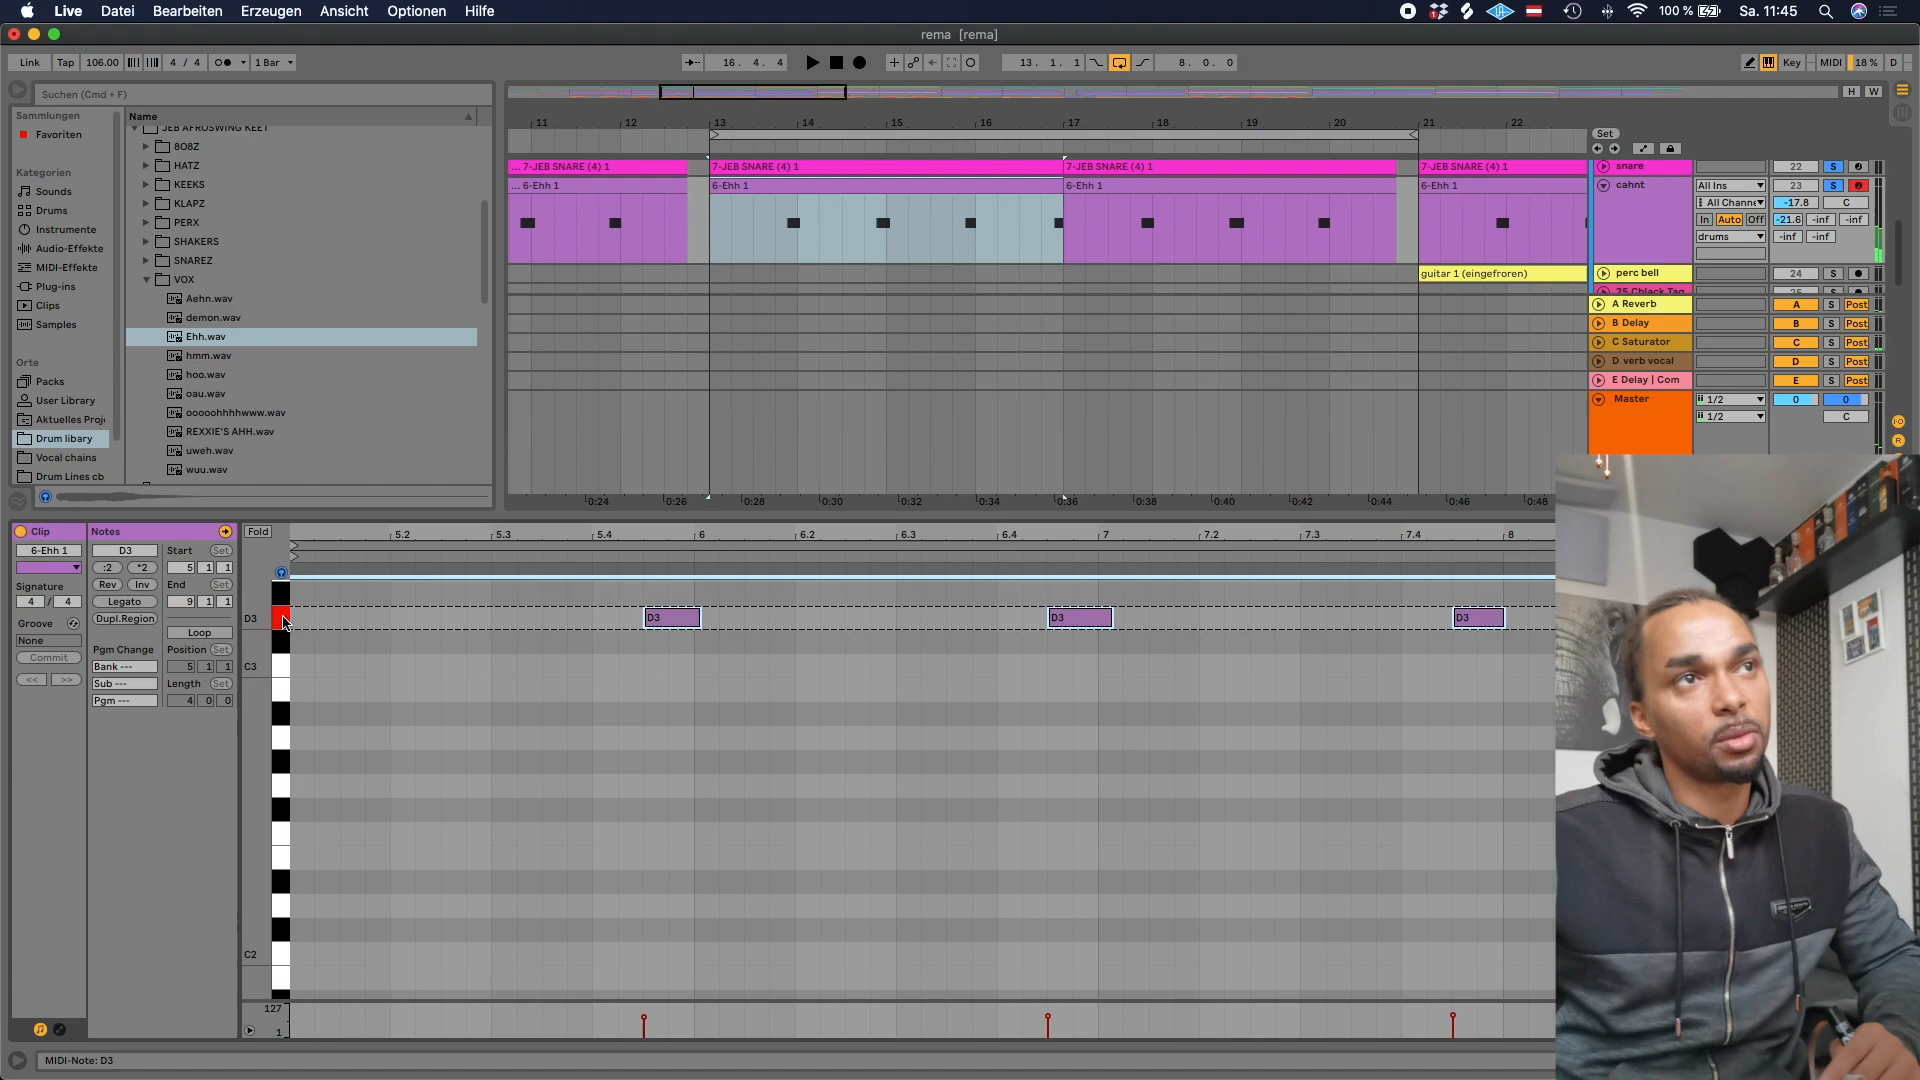 Live Datei Bearbeiten Erzeugen Ansicht Optionen Hilfe
100 % Sa. 11:45
rema [rema]
Link Tap 106.00 4 / 4 1 Bar 16. 4. 4 13. 1. 1 8. 0. 0 Key MIDI 18 % D
Suchen (Cmd + F)
H W
Sammlungen
Favoriten
Kategorien
Sounds
Drums
Instrumente
Audio-Effekte
MIDI-Effekte
Plug-ins
Clips
Samples
Orte
Packs
User Library
Aktuelles Proj
Drum libary
Vocal chains
Drum Lines cb
Name
JEB AFROSWING KEET
808Z
HATZ
KEEKS
KLAPZ
PERX
SHAKERS
SNAREZ
VOX
Aehn.wav
demon.wav
Ehh.wav
hmm.wav
hoo.wav
oau.wav
ooooohhhhwww.wav
REXXIE'S AHH.wav
uweh.wav
wuu.wav
11 12 13 14 15 16 17 18 19 20 21 22
Set
... 7-JEB SNARE (4) 1 7-JEB SNARE (4) 1 7-JEB SNARE (4) 1 7-JEB SNARE (4) 1 snare 22 S
... 6-Ehh 1 6-Ehh 1 6-Ehh 1 6-Ehh 1 cahnt All Ins 23 S
All Channe -17.8 C
In Auto Off -21.6 -inf -inf
drums -inf -inf
guitar 1 (eingefroren) perc bell 24 S
25 Cblack Tag 25 S
A Reverb A S Post
B Delay B S Post
C Saturator C S Post
D verb vocal D S Post
E Delay | Com E S Post
Master 1/2 0 0
1/2 C
R
0:24 0:26 0:28 0:30 0:32 0:34 0:36 0:38 0:40 0:42 0:44 0:46 0:48
Clip
6-Ehh 1
Signature
4 / 4
Groove
None
Commit
<< >>
Notes
D3 Start Set
:2 *2 5 1 1
Rev Inv End Set
Legato 9 1 1
Dupl.Region
Loop
Pgm Change Position Set
Bank --- 5 1 1
Sub --- Length Set
Pgm --- 4 0 0
Fold 5.2 5.3 5.4 6 6.2 6.3 6.4 7 7.2 7.3 7.4 8
D3 D3 D3 D3
C3
C2
127
1
MIDI-Note: D3